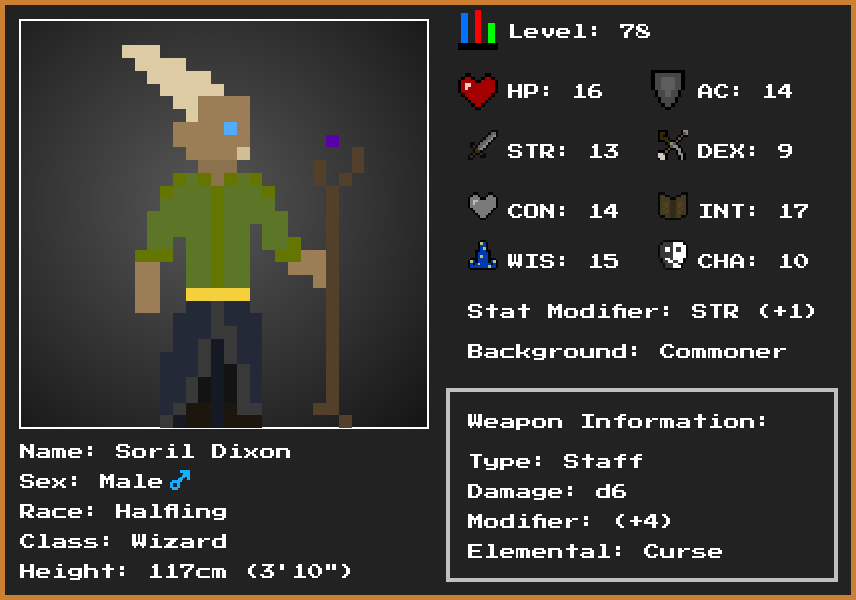 Level: 78
HP: 16
AC: 14
STR: 13
DEX: 9
CON: 14
INT: 17
WIS: 15
CHA: 10
Stat Modifier: STR (+1)
Background: Commoner
Weapon Information:
Type: Staff
Damage: d6
Modifier: (+4)
Elemental: Curse
Name: Soril Dixon
Sex: Male ♂
Race: Halfling
Class: Wizard
Height: 117cm (3'10")